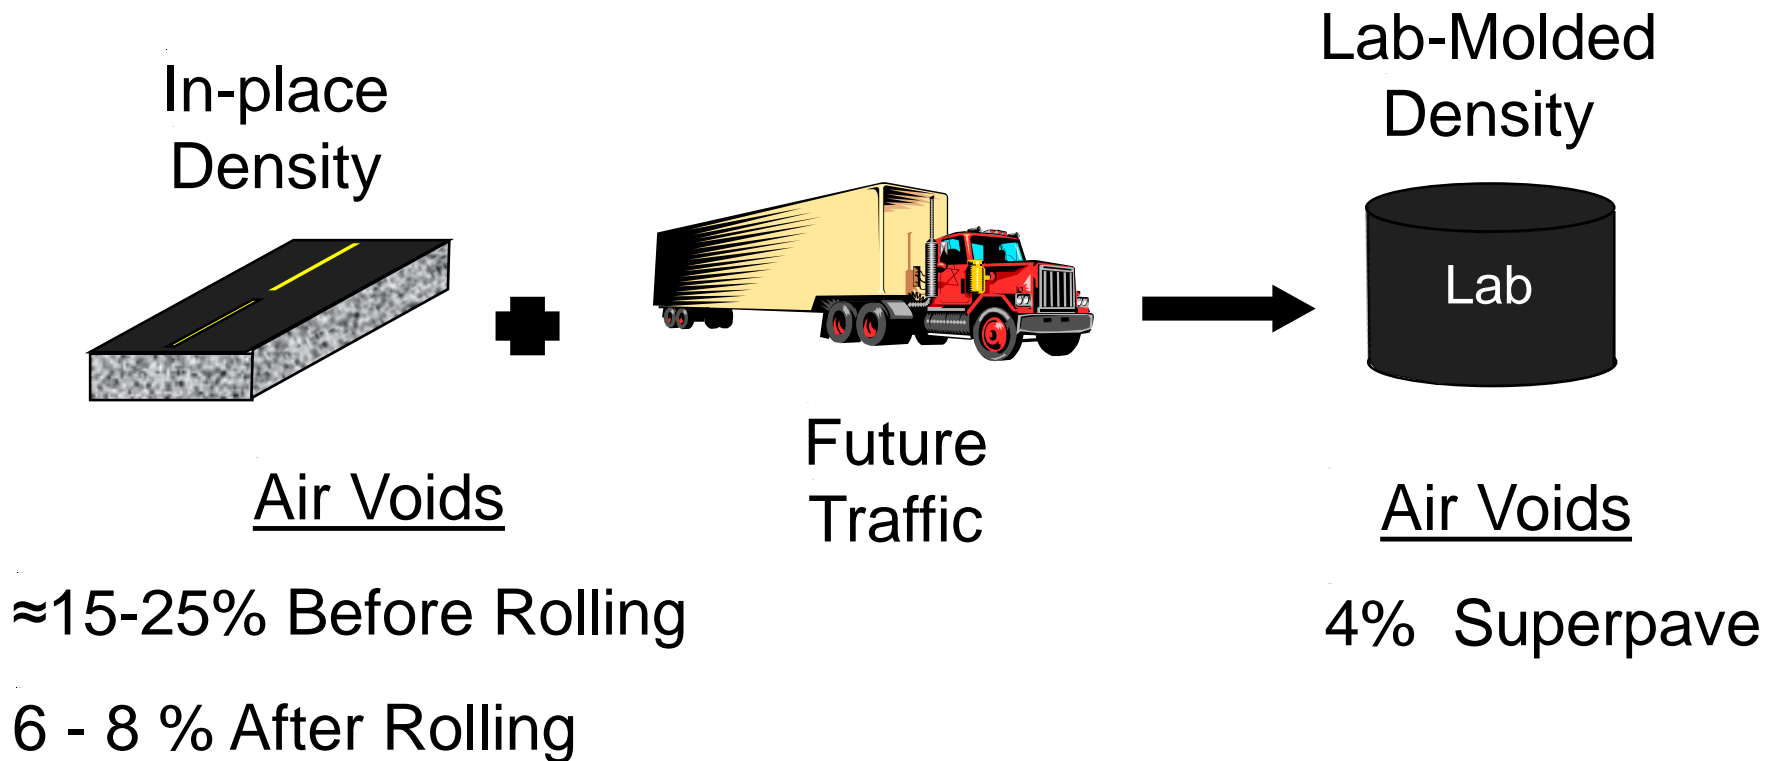 In-place
Density
Lab-Molded
Density
Lab
Future
Traffic
Air Voids
≈15-25% Before Rolling
6 - 8 % After Rolling
Air Voids
4% Superpave